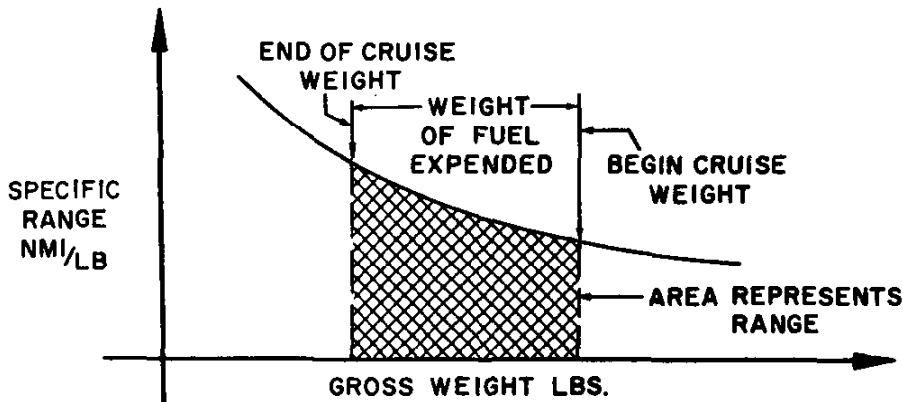 END OF CRUISE
WEIGHT
WEIGHT
OF FUEL
EXPENDED
BEGIN CRUISE
WEIGHT
SPECIFIC
RANGE
NMI/LB
AREA REPRESENTS
RANGE
GROSS WEIGHT LBS.